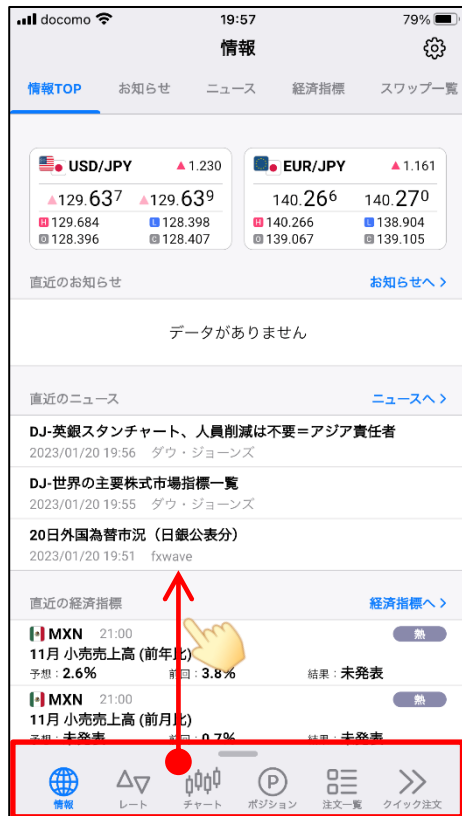 docomo 19:57 79%
情報
情報TOP お知らせ ニュース 経済指標 スワップ一覧
USD/JPY ▲1.230 EUR/JPY ▲1.161
▲129.637 ▲129.639 140.266 140.270
H 129.684 L 128.398 H 140.266 L 138.904
O 128.396 C 128.407 O 139.067 C 139.105
直近のお知らせ お知らせへ >
データがありません
直近のニュース ニュースへ >
DJ-英銀スタンチャート、人員削減は不要=アジア責任者
2023/01/20 19:56 ダウ・ジョーンズ
DJ-世界の主要株式市場指標一覧
2023/01/20 19:55 ダウ・ジョーンズ
20日外国為替市況（日銀公表分）
2023/01/20 19:51 fxwave
直近の経済指標 経済指標へ >
MXN 21:00 熱
11月 小売売上高 (前年比)
予想：2.6% 前回：3.8% 結果：未発表
MXN 21:00 熱
11月 小売売上高 (前月比)
予想：未発表 前回：0.7% 結果：未発表
情報 レート チャート P ポジション 注文一覧 クイック注文